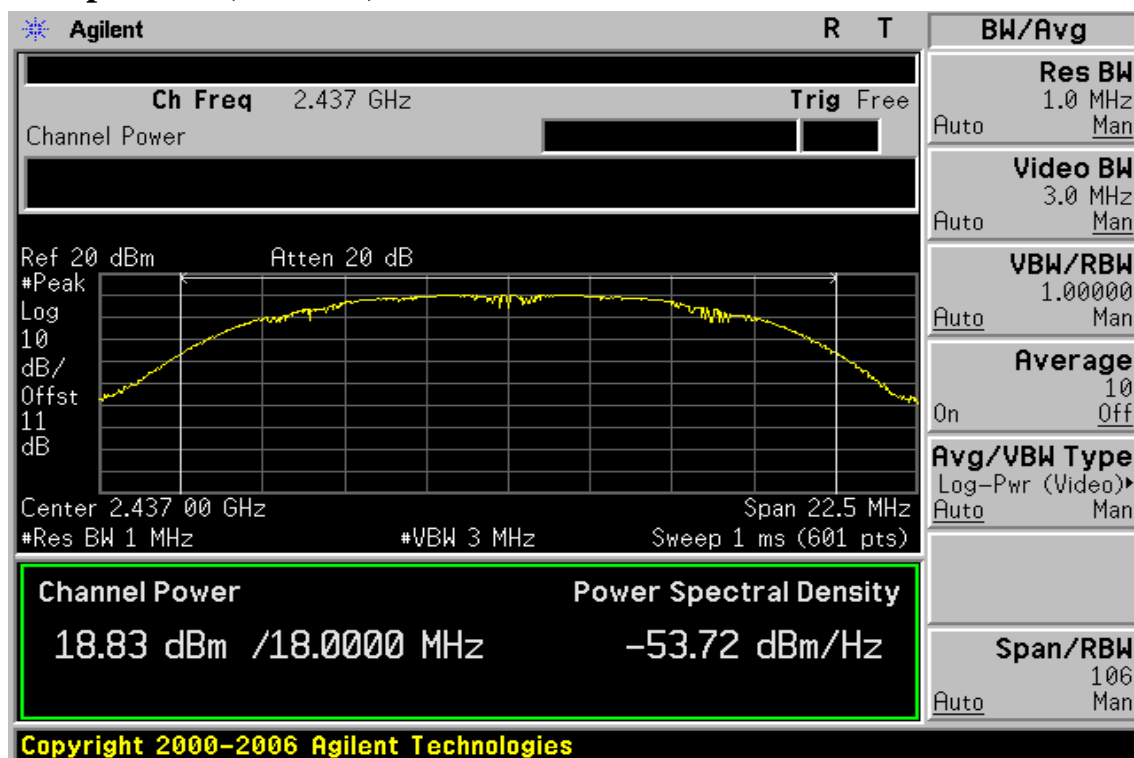 Agilent R T
Ch Freq 2.437 GHz Trig Free
Channel Power
Ref 20 dBm Atten 20 dB
#Peak
Log
10
dB/
Offst
11
dB
Center 2.437 00 GHz Span 22.5 MHz
#Res BW 1 MHz #VBW 3 MHz Sweep 1 ms (601 pts)
Channel Power Power Spectral Density
18.83 dBm /18.0000 MHz -53.72 dBm/Hz
BW/Avg
Res BW
1.0 MHz
Auto Man
Video BW
3.0 MHz
Auto Man
VBW/RBW
1.00000
Auto Man
Average
10
On Off
Avg/VBW Type
Log-Pwr (Video)
Auto Man
Span/RBW
106
Auto Man
Copyright 2000-2006 Agilent Technologies